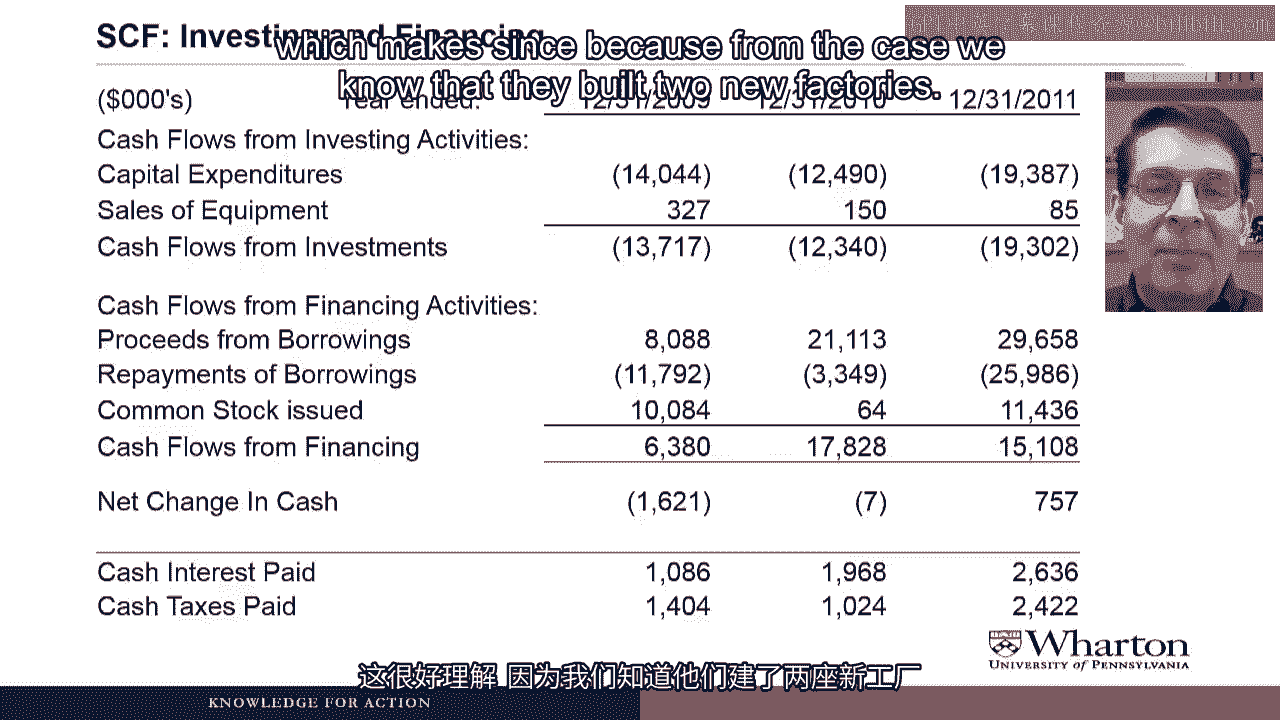 SCF: Investing and Financing
which makes since because from the case we
know that they built two new factories.
($000's) Year ended: 12/31/2009 12/31/2010 12/31/2011
Cash Flows from Investing Activities:
Capital Expenditures (14,044) (12,490) (19,387)
Sales of Equipment 327 150 85
Cash Flows from Investments (13,717) (12,340) (19,302)
Cash Flows from Financing Activities:
Proceeds from Borrowings 8,088 21,113 29,658
Repayments of Borrowings (11,792) (3,349) (25,986)
Common Stock issued 10,084 64 11,436
Cash Flows from Financing 6,380 17,828 15,108
Net Change In Cash (1,621) (7) 757
Cash Interest Paid 1,086 1,968 2,636
Cash Taxes Paid 1,404 1,024 2,422
Wharton
UNIVERSITY of PENNSYLVANIA
这很好理解 因为我们知道他们建了两座新工厂
KNOWLEDGE FOR ACTION